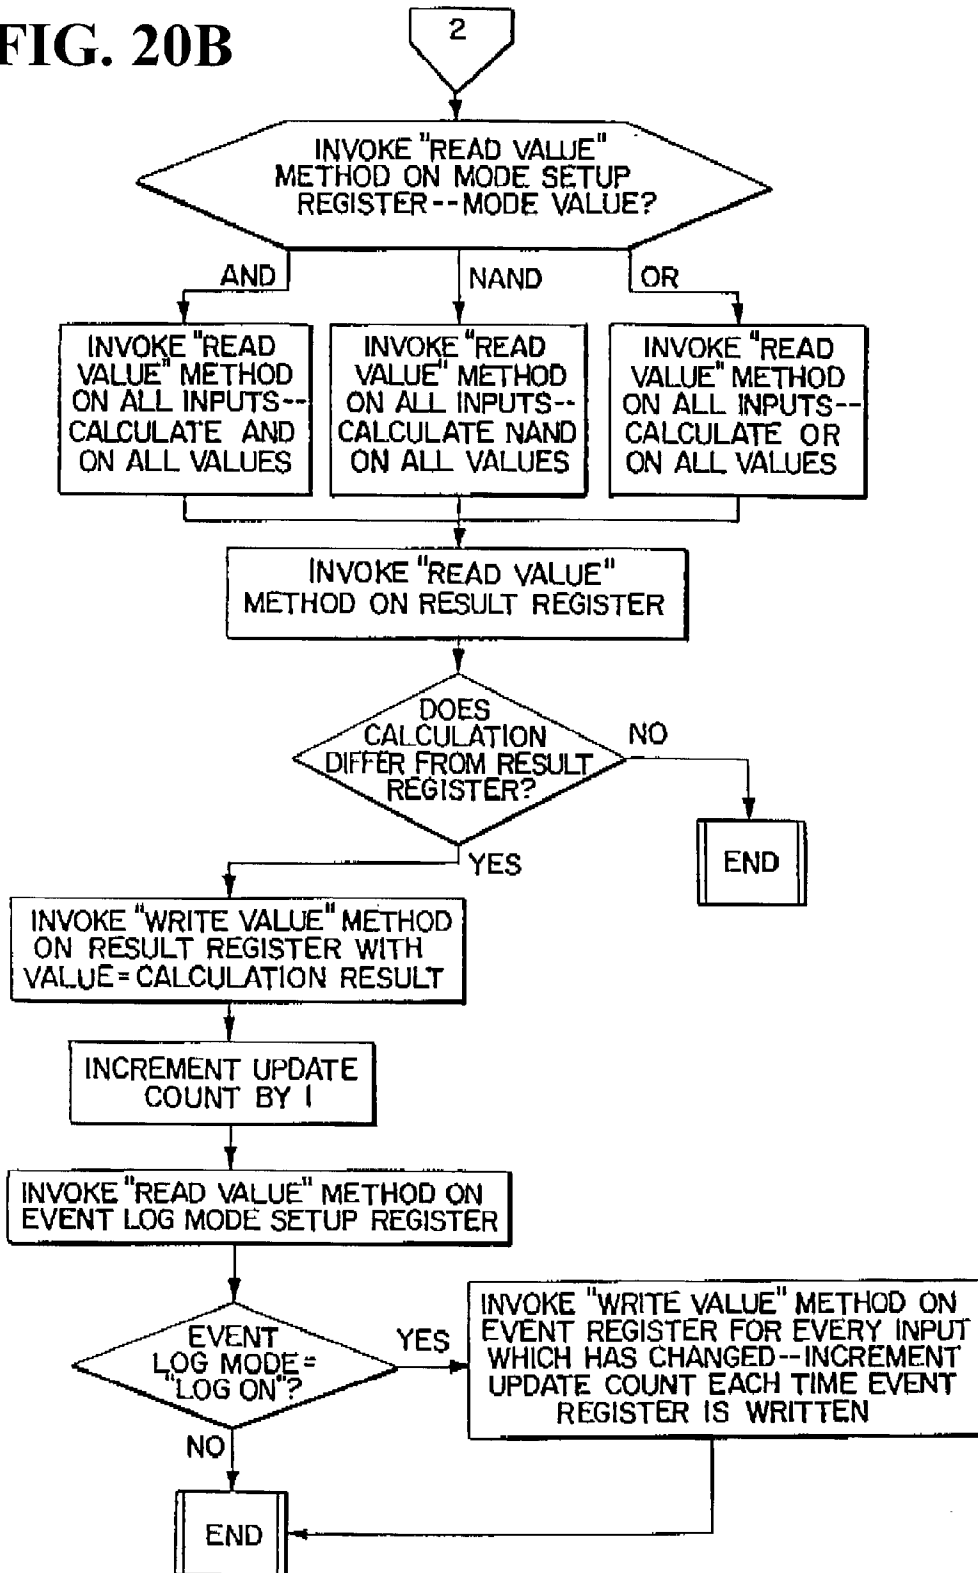 FIG. 20B
2
INVOKE "READ VALUE"
METHOD ON MODE SETUP
REGISTER--MODE VALUE?
AND
NAND
OR
INVOKE "READ
VALUE" METHOD
ON ALL INPUTS--
CALCULATE AND
ON ALL VALUES
INVOKE "READ
VALUE" METHOD
ON ALL INPUTS--
CALCULATE NAND
ON ALL VALUES
INVOKE "READ
VALUE" METHOD
ON ALL INPUTS--
CALCULATE OR
ON ALL VALUES
INVOKE "READ VALUE"
METHOD ON RESULT REGISTER
DOES
CALCULATION
DIFFER FROM RESULT
REGISTER?
NO
END
YES
INVOKE "WRITE VALUE" METHOD
ON RESULT REGISTER WITH
VALUE=CALCULATION RESULT
INCREMENT UPDATE
COUNT BY 1
INVOKE "READ VALUE" METHOD ON
EVENT LOG MODE SETUP REGISTER
EVENT
LOG MODE=
"LOG ON"?
YES
INVOKE "WRITE VALUE" METHOD ON
EVENT REGISTER FOR EVERY INPUT
WHICH HAS CHANGED--INCREMENT
UPDATE COUNT EACH TIME EVENT
REGISTER IS WRITTEN
NO
END